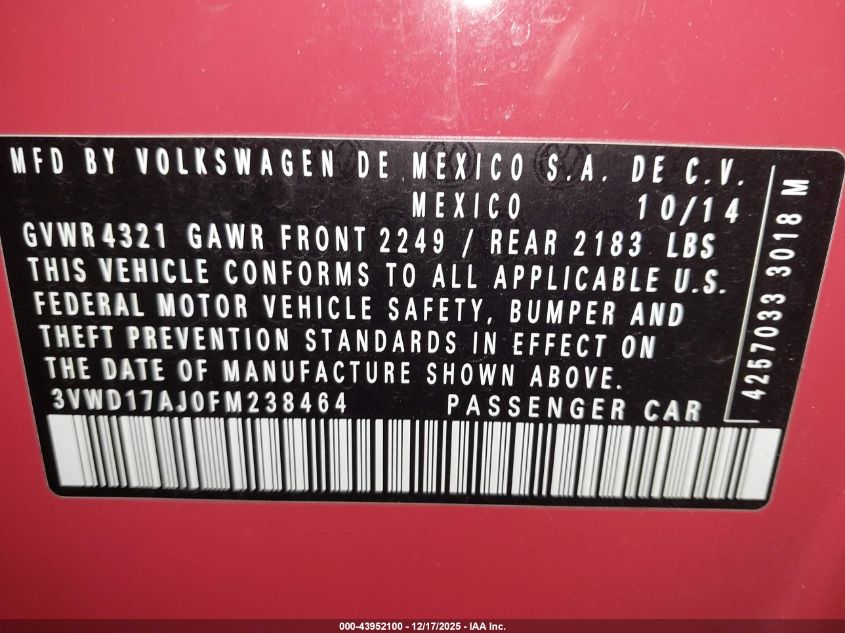 MFD BY VOLKSWAGEN DE MEXICO S.A. DE C.V.
MEXICO 10/14
GVWR 4321 GAWR FRONT 2249 / REAR 2183 LBS
THIS VEHICLE CONFORMS TO ALL APPLICABLE U.S.
FEDERAL MOTOR VEHICLE SAFETY, BUMPER AND
THEFT PREVENTION STANDARDS IN EFFECT ON
THE DATE OF MANUFACTURE SHOWN ABOVE.
3VWD17AJ0FM238464 PASSENGER CAR
4257033 3018 M
000-43952100 - 12/17/2025 - IAA Inc.